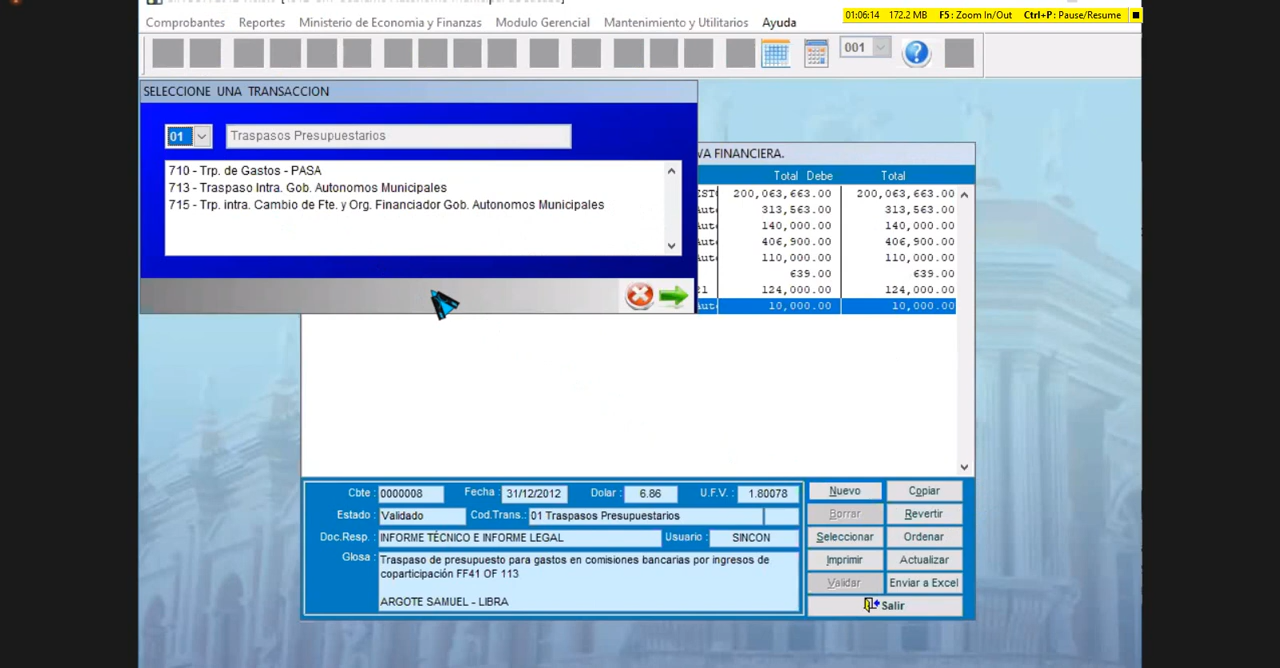 Comprobantes Reportes Ministerio de Economia y Finanzas Modulo Gerencial Mantenimiento y Utilitarios Ayuda
01:06:14 172.2 MB F5: Zoom In/Out Ctrl+P: Pause/Resume
001
SELECCIONE UNA TRANSACCION
01 Traspasos Presupuestarios
710 - Trp. de Gastos - PASA
713 - Traspaso Intra. Gob. Autonomos Municipales
715 - Trp. intra. Cambio de Fte. y Org. Financiador Gob. Autonomos Municipales
VA FINANCIERA.
Total Debe Total
200,063,663.00 200,063,663.00
313,563.00 313,563.00
140,000.00 140,000.00
406,900.00 406,900.00
110,000.00 110,000.00
639.00 639.00
124,000.00 124,000.00
10,000.00 10,000.00
Cbte : 0000008 Fecha : 31/12/2012 Dolar : 6.86 U.F.V. : 1.80078
Estado : Validado Cod.Trans.: 01 Traspasos Presupuestarios
Doc.Resp. : INFORME TÉCNICO E INFORME LEGAL Usuario : SINCON
Glosa : Traspaso de presupuesto para gastos en comisiones bancarias por ingresos de
coparticipación FF41 OF 113
ARGOTE SAMUEL - LIBRA
Nuevo Copiar
Borrar Revertir
Seleccionar Ordenar
Imprimir Actualizar
Validar Enviar a Excel
Salir